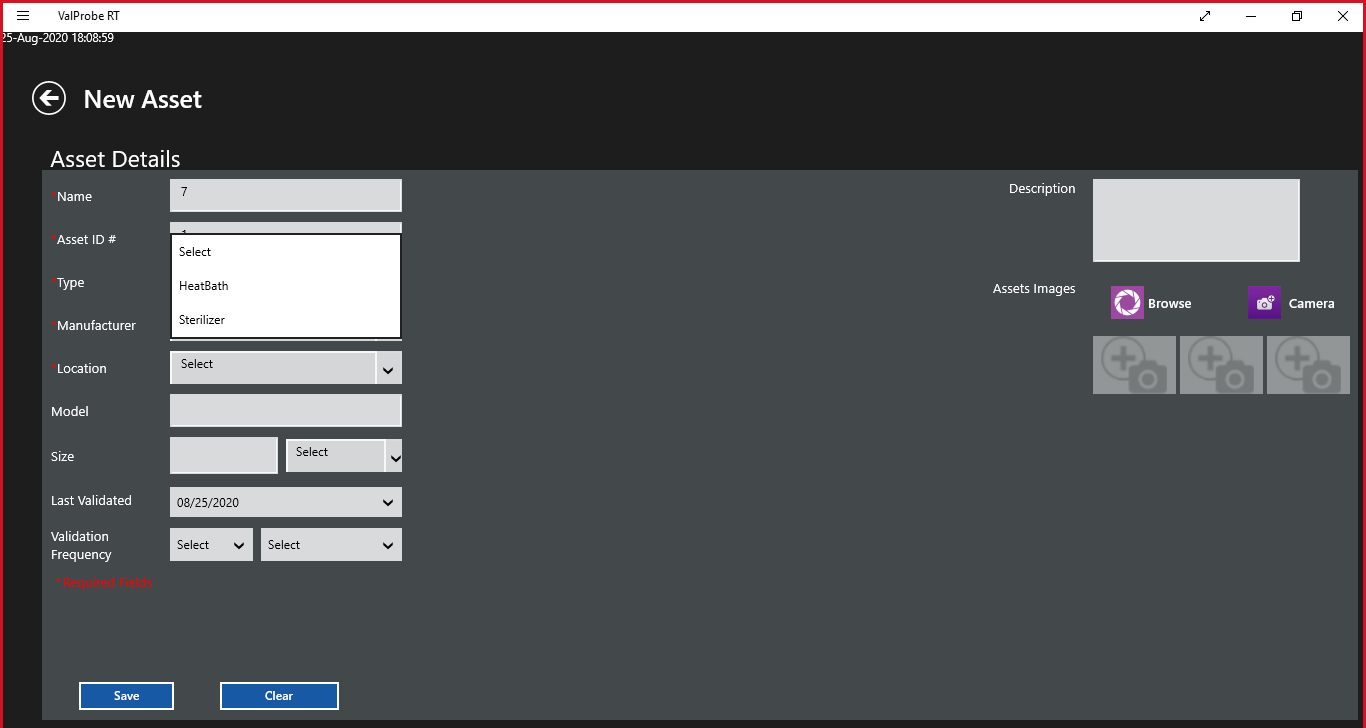 ValProbe RT
25-Aug-2020 18:08:59
New Asset
Asset Details
*Name
7
*Asset ID #
*Type
Select
HeatBath
Sterilizer
*Manufacturer
*Location
Select
Model
Size
Select
Last Validated
08/25/2020
Validation
Frequency
Select
Select
*Required Fields
Description
Assets Images
Browse
Camera
Save
Clear